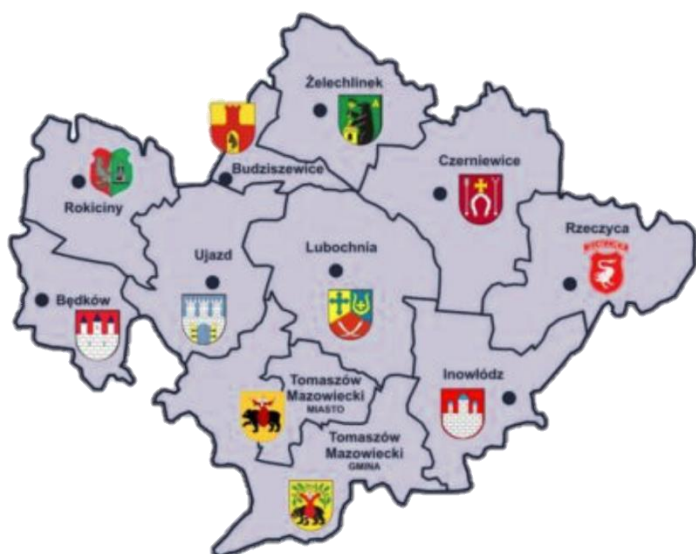 Żelechlinek
Budziszewice
Czerniewice
Rokiciny
Rzeczyca
Ujazd
Lubochnia
Będków
Tomaszów
Mazowiecki
MIASTO
Inowłódz
Tomaszów
Mazowiecki
GMINA